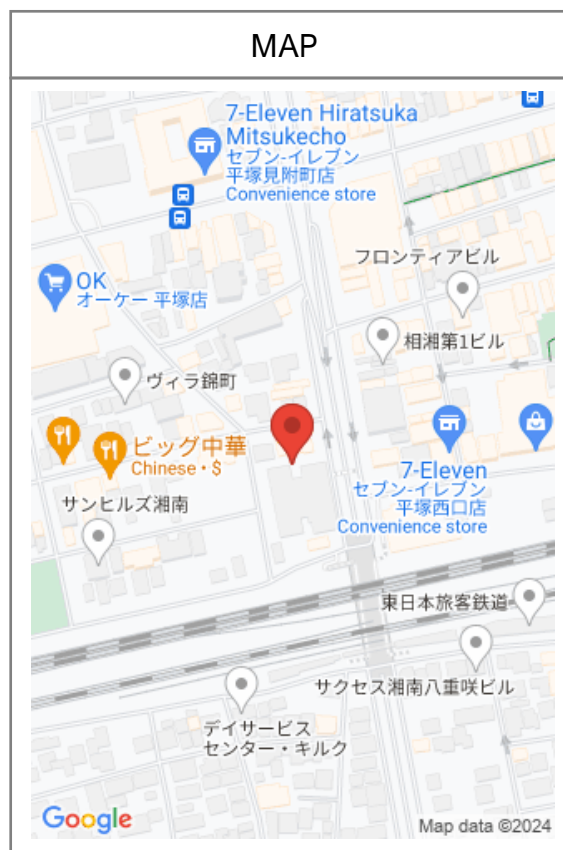 MAP
7-Eleven Hiratsuka
Mitsukecho
セブン-イレブン
平塚見附町店
Convenience store
フロンティアビル
OK
オーケー 平塚店
相湘第1ビル
ヴィラ錦町
ビッグ中華
Chinese・$
7-Eleven
セブン-イレブン
平塚西口店
Convenience store
サンヒルズ湘南
東日本旅客鉄道
サクセス湘南八重咲ビル
デイサービス
センター・キルク
Google
Map data ©2024